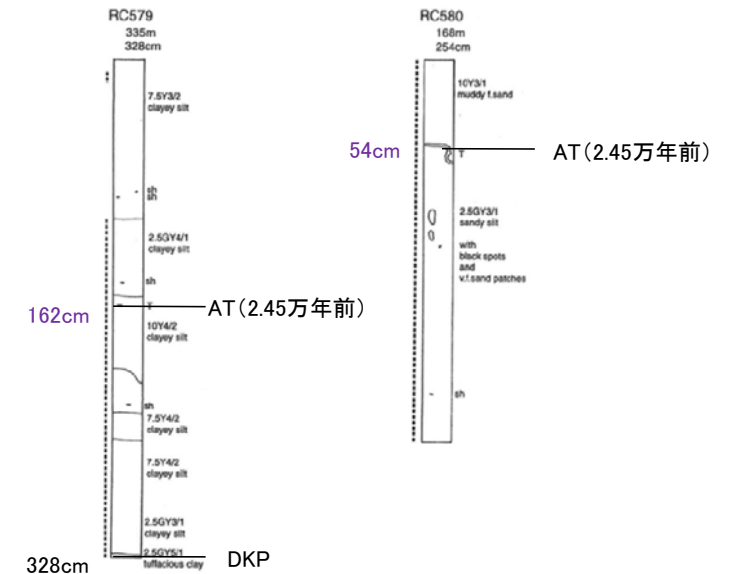 RC579
335m
328cm
7.5Y3/2
clayey silt
sh
sh
2.5GY4/1
clayey silt
sh
162cm
T
AT(2.45万年前)
10Y4/2
clayey silt
sh
7.5Y4/2
clayey silt
7.5Y4/2
clayey silt
2.5GY3/1
clayey silt
2.5GY5/1
tuffacious clay
328cm
DKP
RC580
168m
254cm
10Y3/1
muddy f.sand
54cm
T
AT(2.45万年前)
2.5GY3/1
sandy silt
with
black spots
and
v.f.sand patches
sh